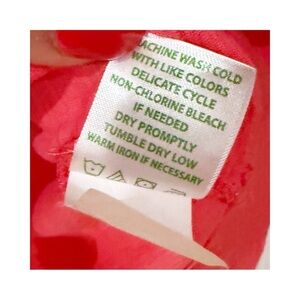 ACHINE WASH COLD
WITH LIKE COLORS
DELICATE CYCLE
NON-CHLORINE BLEACH
IF NEEDED
DRY PROMPTLY
TUMBLE DRY LOW
WARM IRON IF NECESSARY